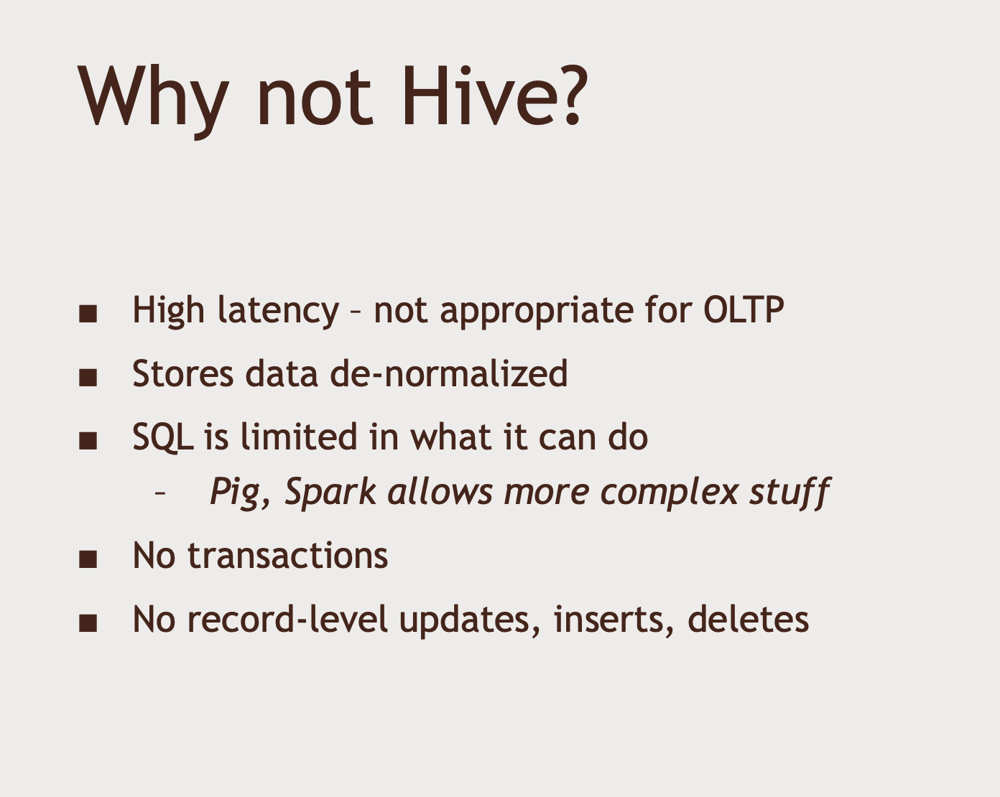 Why not Hive?
■ High latency – not appropriate for OLTP
■ Stores data de-normalized
■ SQL is limited in what it can do
– Pig, Spark allows more complex stuff
■ No transactions
■ No record-level updates, inserts, deletes